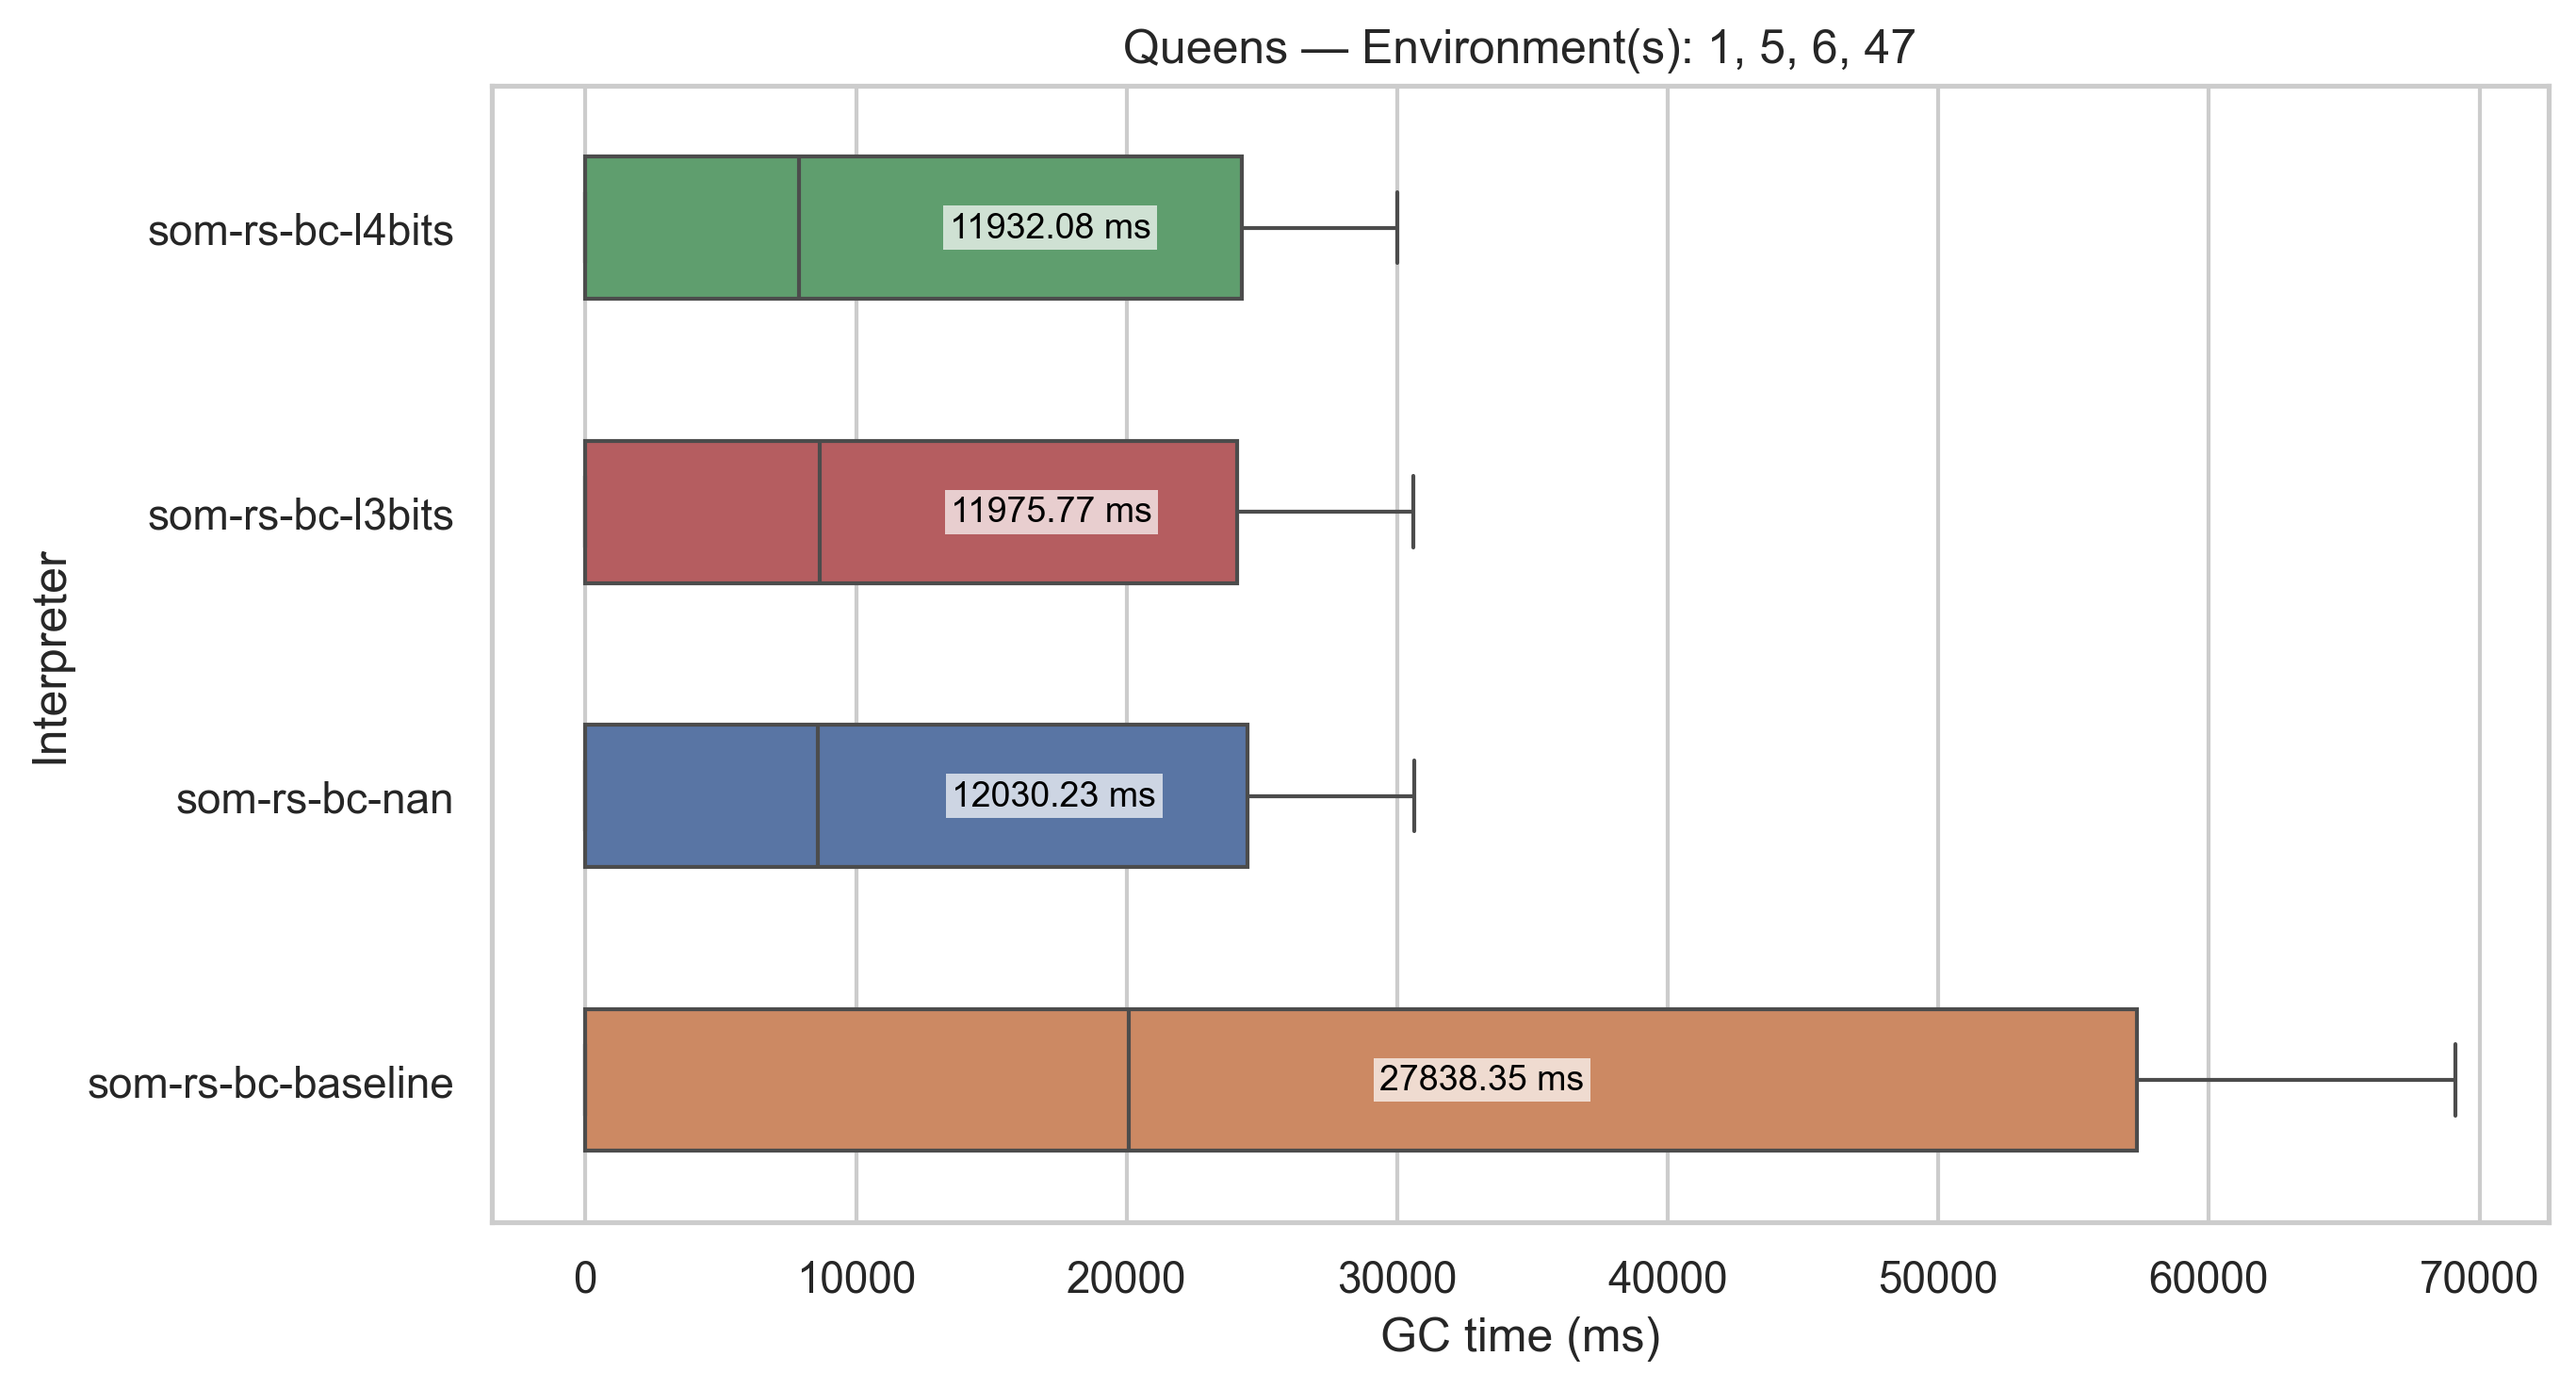 Queens — Environment(s): 1, 5, 6, 47
Interpreter
som-rs-bc-l4bits
11932.08 ms
som-rs-bc-l3bits
11975.77 ms
som-rs-bc-nan
12030.23 ms
som-rs-bc-baseline
27838.35 ms
0 10000 20000 30000 40000 50000 60000 70000
GC time (ms)